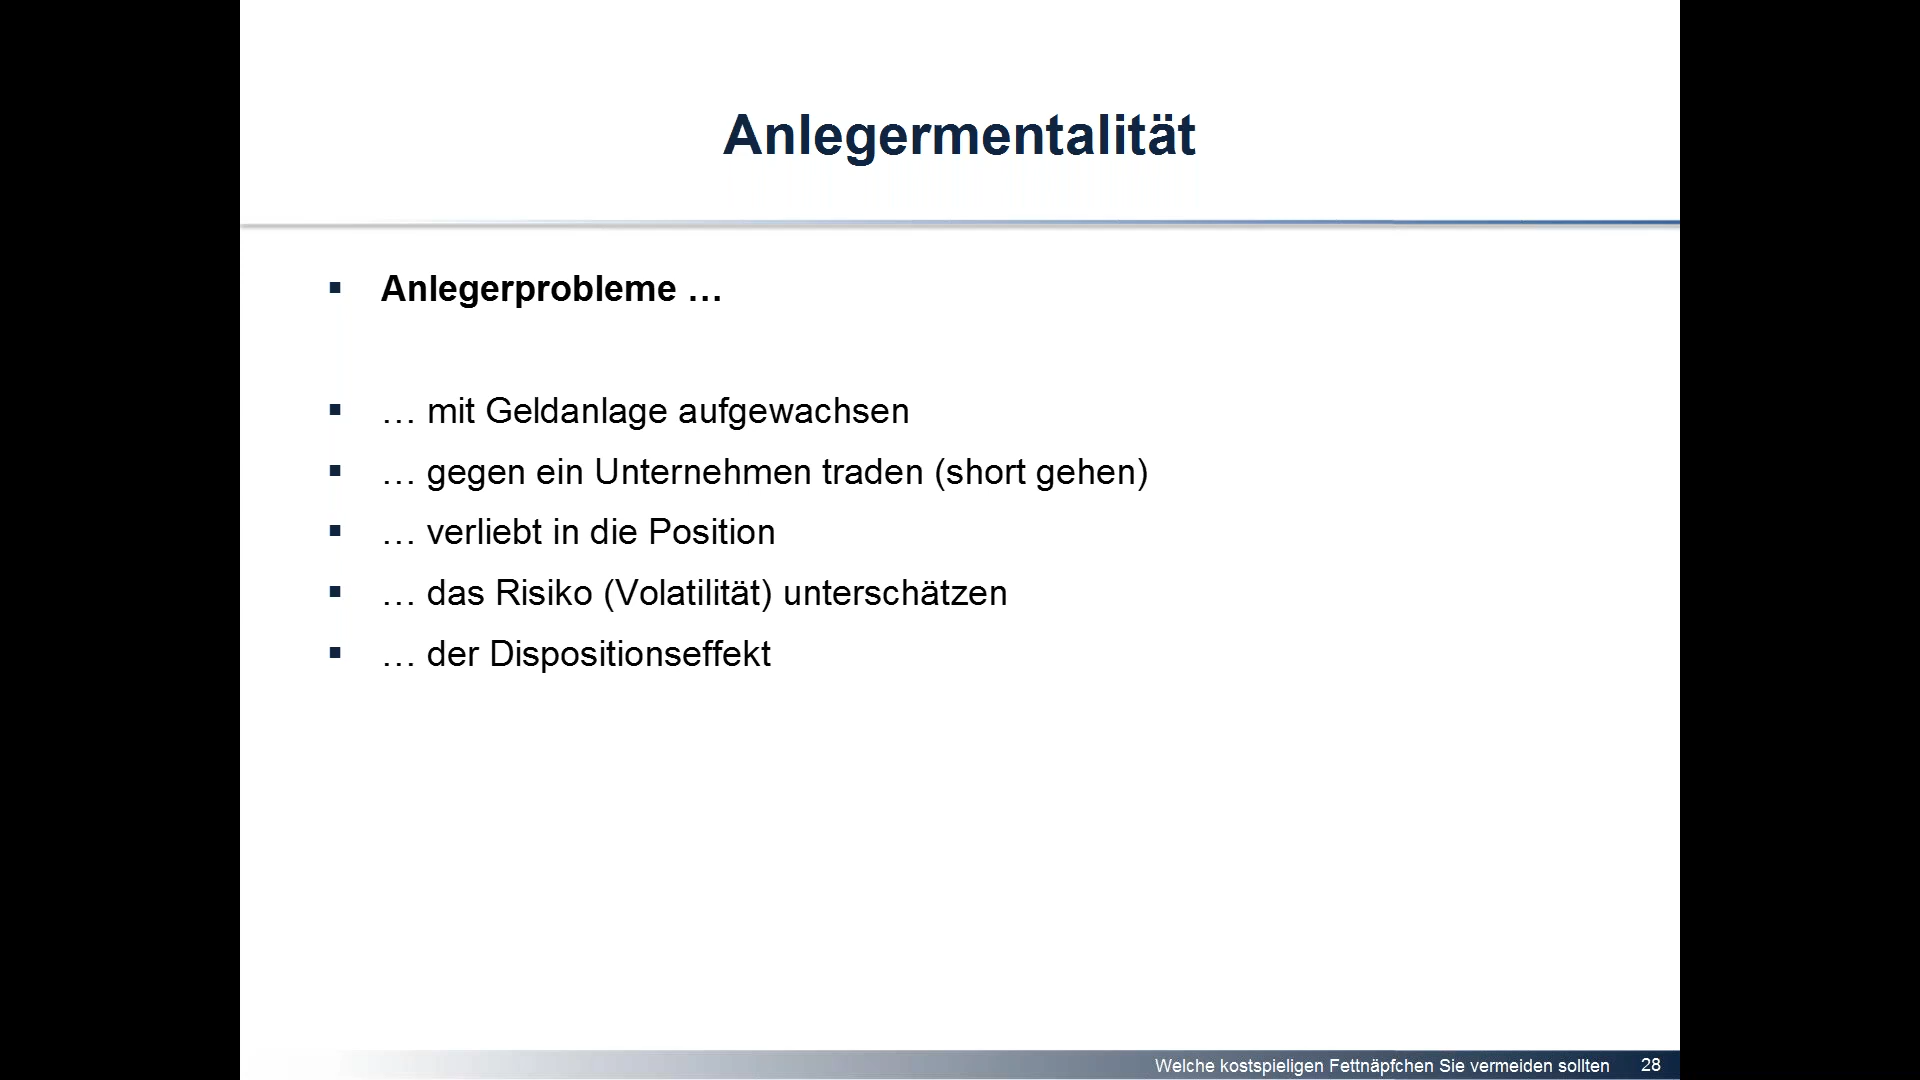 Anlegermentalität
▪ Anlegerprobleme …
▪ … mit Geldanlage aufgewachsen
▪ … gegen ein Unternehmen traden (short gehen)
▪ … verliebt in die Position
▪ … das Risiko (Volatilität) unterschätzen
▪ … der Dispositionseffekt
Welche kostspieligen Fettnäpfchen Sie vermeiden sollten 28